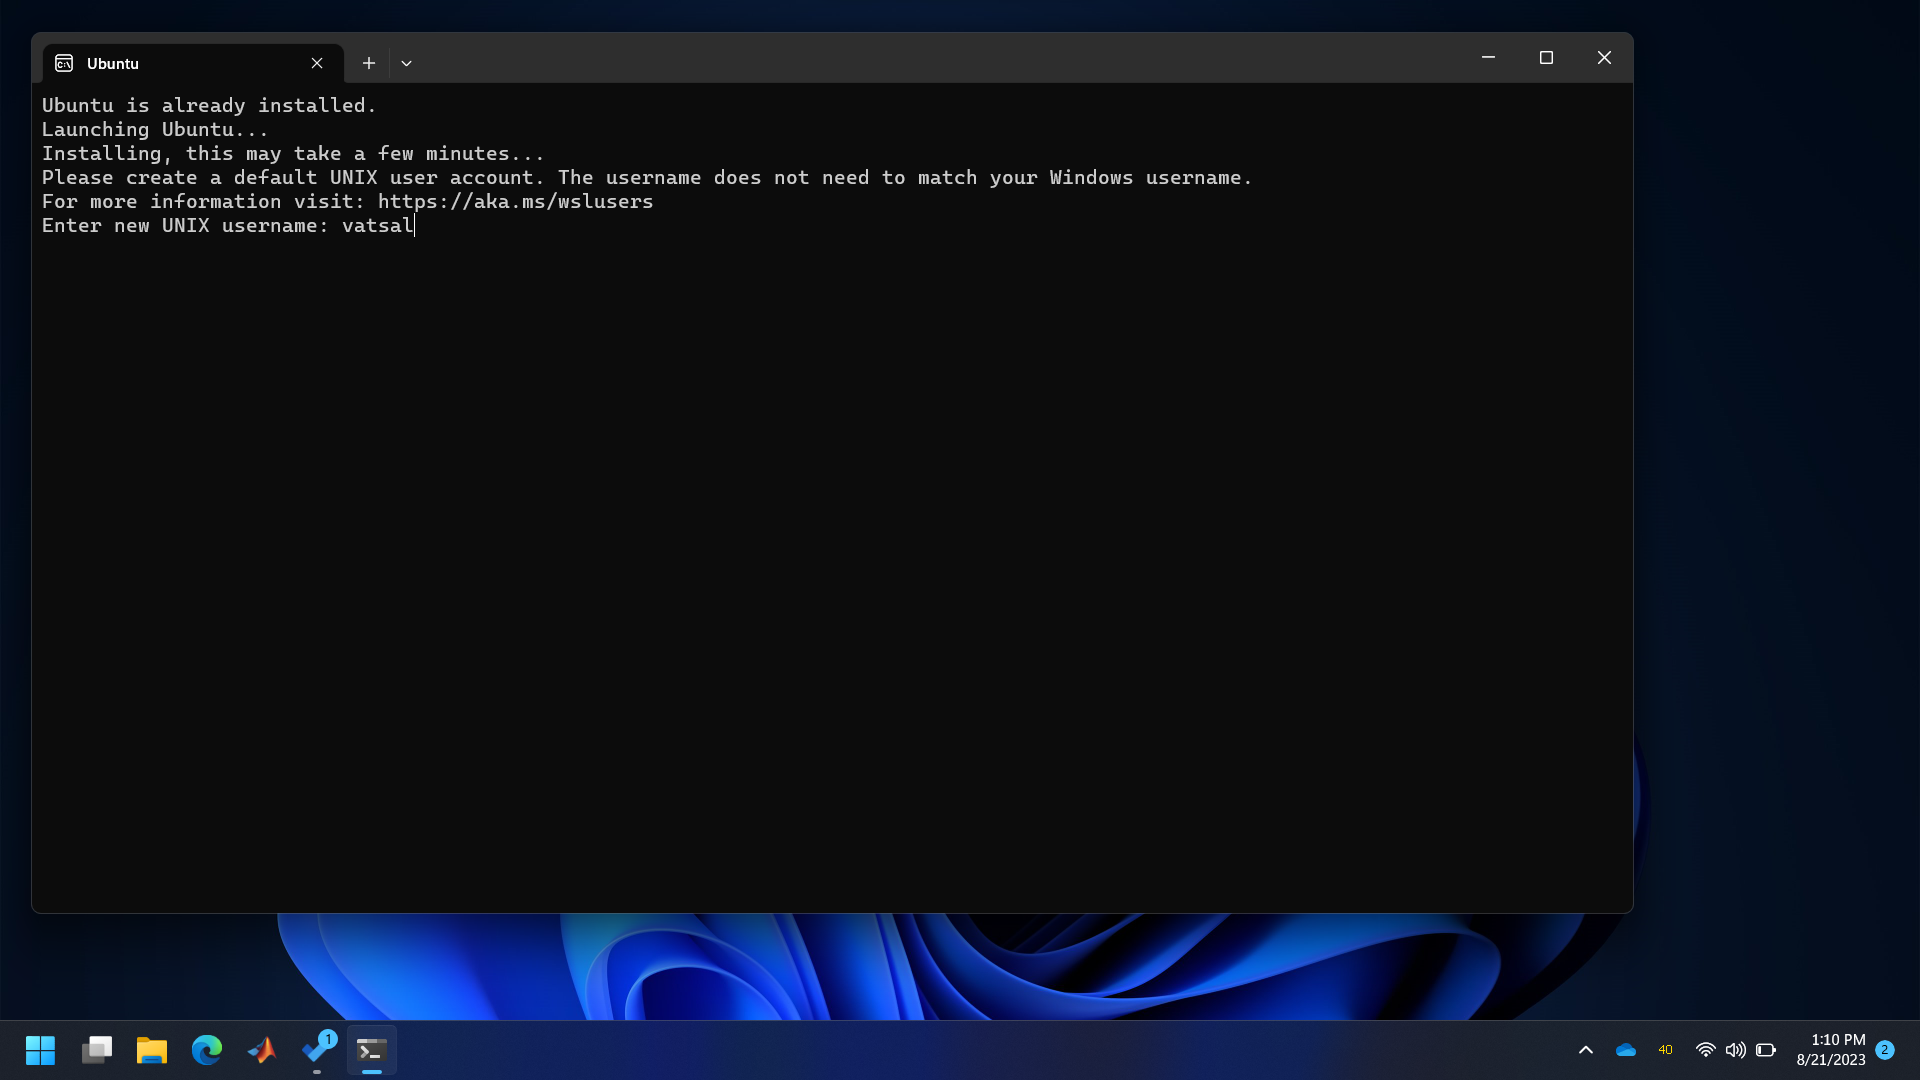 Ubuntu
Ubuntu is already installed.
Launching Ubuntu...
Installing, this may take a few minutes...
Please create a default UNIX user account. The username does not need to match your Windows username.
For more information visit: https://aka.ms/wslusers
Enter new UNIX username: vatsal
1
40
1:10 PM
8/21/2023
2